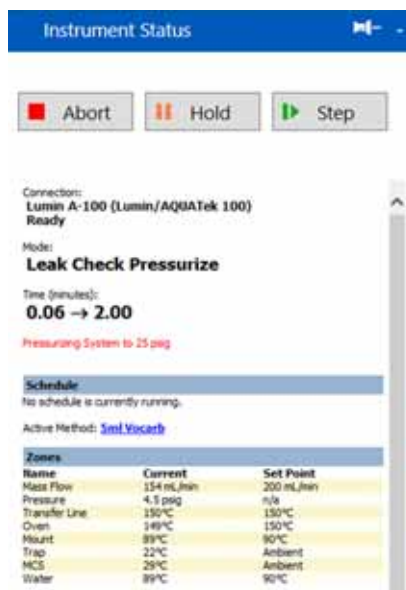 Instrument Status
Abort Hold Step
Connection:
Lumin A-100 (Lumin/AQUATek 100)
Ready
Mode:
Leak Check Pressurize
Time (minutes):
0.06 → 2.00
Pressurizing System to 25 psig
Schedule
No schedule is currently running.
Active Method: 5ml Vocarb
Zones
Name Current Set Point
Mass Flow 154 mL/min 200 mL/min
Pressure 4.5 psig n/a
Transfer Line 150°C 150°C
Oven 149°C 150°C
Mount 89°C 90°C
Trap 22°C Ambient
MCS 29°C Ambient
Water 89°C 90°C